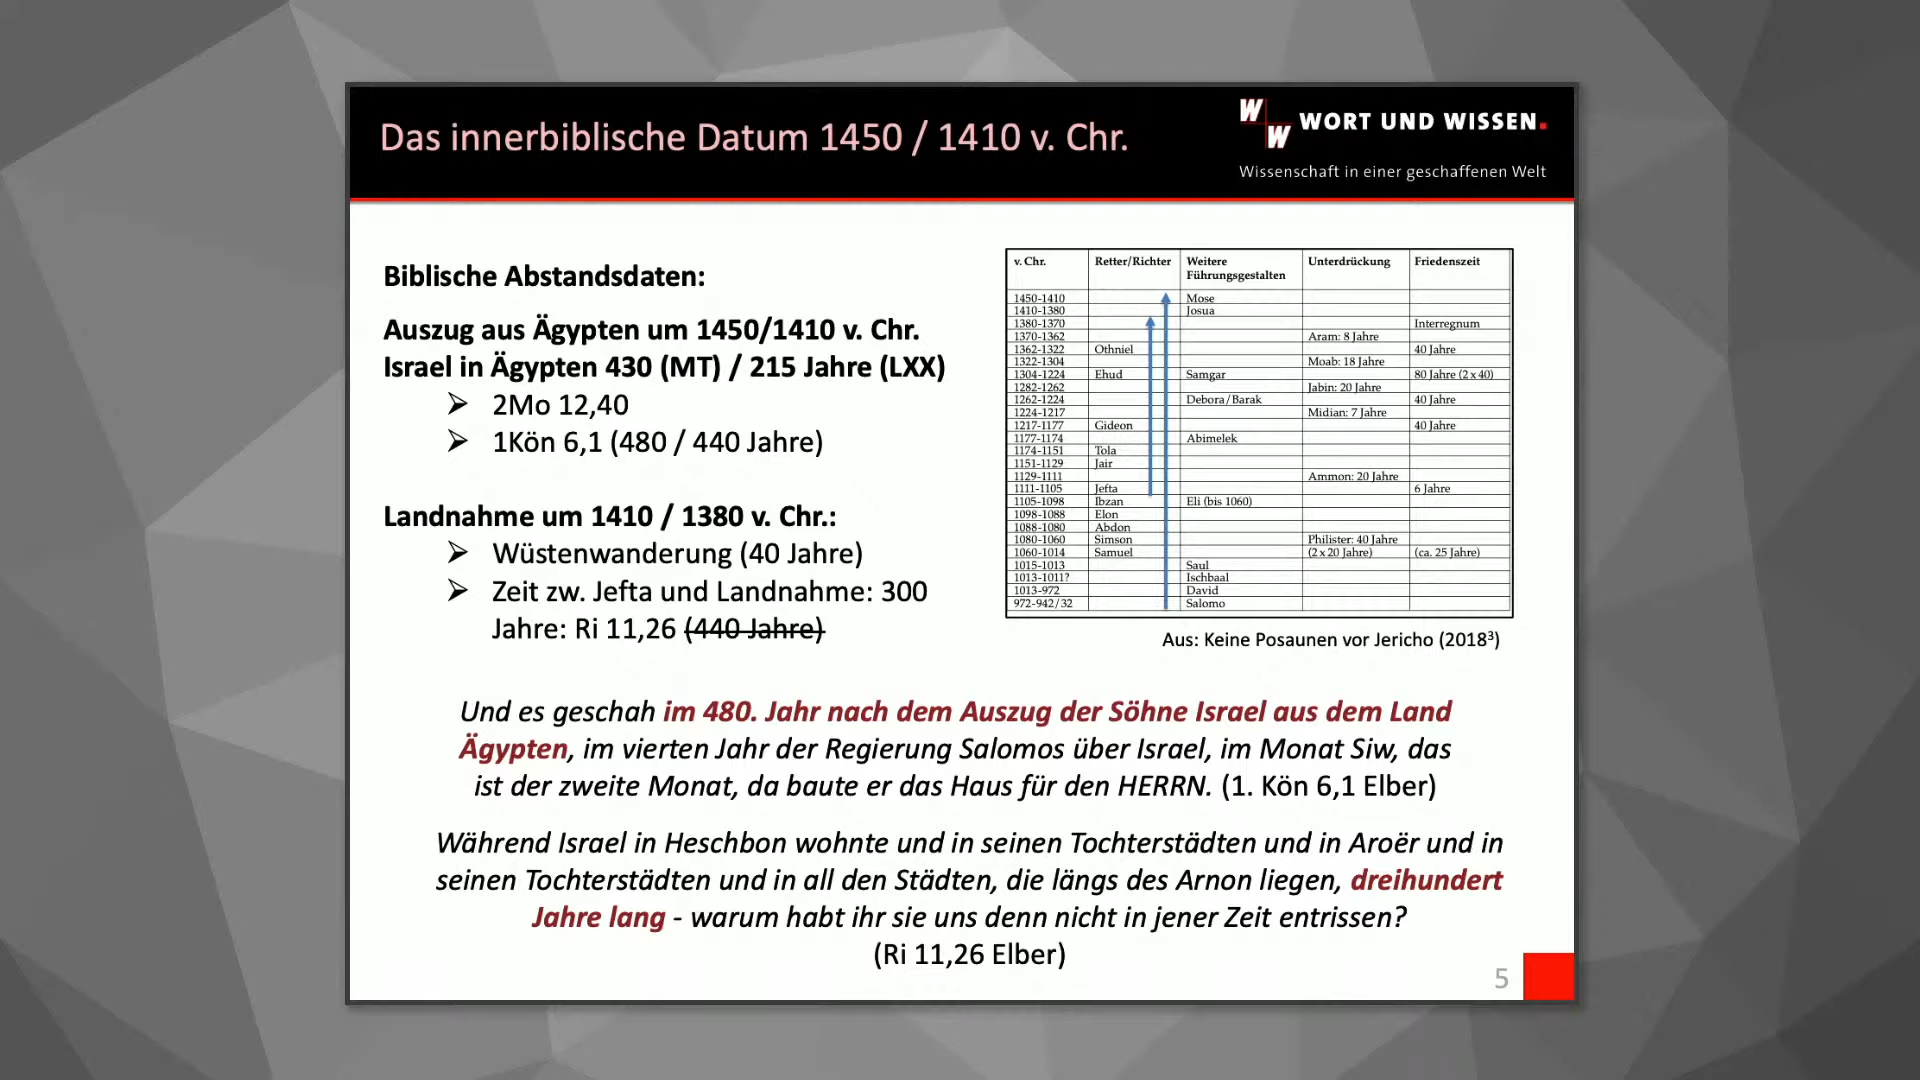 Das innerbiblische Datum 1450 / 1410 v. Chr.
W W WORT UND WISSEN.
Wissenschaft in einer geschaffenen Welt
Biblische Abstandsdaten:
Auszug aus Ägypten um 1450/1410 v. Chr.
Israel in Ägypten 430 (MT) / 215 Jahre (LXX)
➢ 2Mo 12,40
➢ 1Kön 6,1 (480 / 440 Jahre)
Landnahme um 1410 / 1380 v. Chr.:
➢ Wüstenwanderung (40 Jahre)
➢ Zeit zw. Jefta und Landnahme: 300
Jahre: Ri 11,26 (440 Jahre)
v. Chr. Retter/Richter Weitere Führungsgestalten Unterdrückung Friedenszeit
1450-1410 Mose
1410-1380 Josua
1380-1370 Interregnum
1370-1362 Aram: 8 Jahre
1362-1322 Othniel 40 Jahre
1322-1304 Moab: 18 Jahre
1304-1224 Ehud Samgar 80 Jahre (2 x 40)
1282-1262 Jabin: 20 Jahre
1262-1224 Debora/Barak 40 Jahre
1224-1217 Midian: 7 Jahre
1217-1177 Gideon 40 Jahre
1177-1174 Abimelek
1174-1151 Tola
1151-1129 Jair
1129-1111 Ammon: 20 Jahre
1111-1105 Jefta 6 Jahre
1105-1098 Ibzan Eli (bis 1060)
1098-1088 Elon
1088-1080 Abdon
1080-1060 Simson Philister: 40 Jahre
1060-1014 Samuel (2 x 20 Jahre) (ca. 25 Jahre)
1015-1013 Saul
1013-1011? Ischbaal
1013-972 David
972-942/32 Salomo
Aus: Keine Posaunen vor Jericho (2018³)
Und es geschah im 480. Jahr nach dem Auszug der Söhne Israel aus dem Land
Ägypten, im vierten Jahr der Regierung Salomos über Israel, im Monat Siw, das
ist der zweite Monat, da baute er das Haus für den HERRN. (1. Kön 6,1 Elber)
Während Israel in Heschbon wohnte und in seinen Tochterstädten und in Aroër und in
seinen Tochterstädten und in all den Städten, die längs des Arnon liegen, dreihundert
Jahre lang - warum habt ihr sie uns denn nicht in jener Zeit entrissen?
(Ri 11,26 Elber)
5